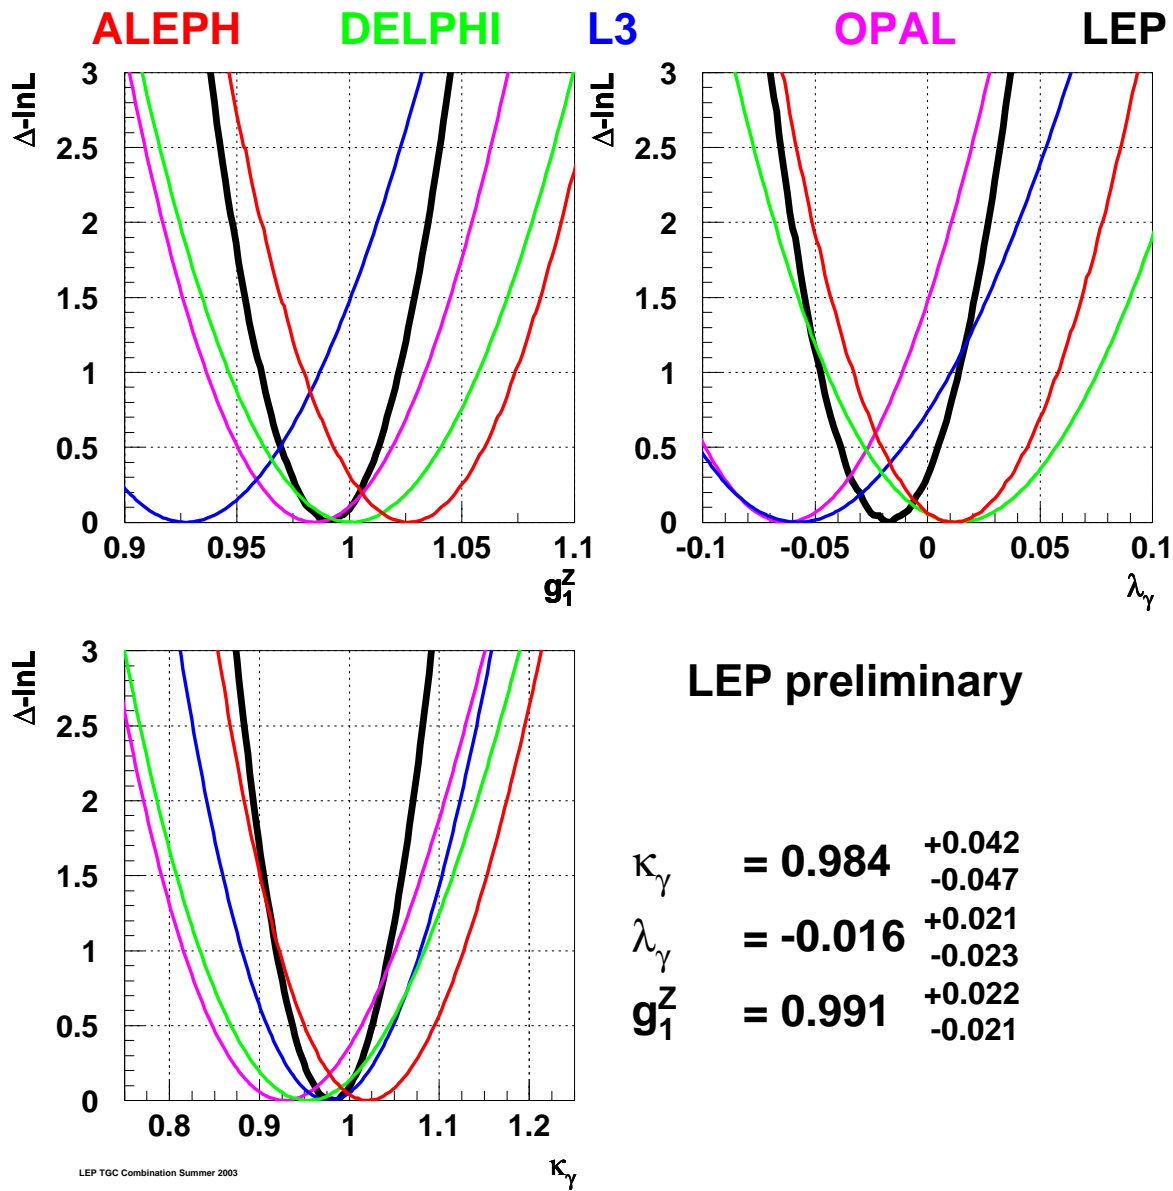 ALEPH DELPHI L3 OPAL LEP
Δ-lnL
3
2.5
2
1.5
1
0.5
0
0.9 0.95 1 1.05 1.1
g₁ᶻ
Δ-lnL
3
2.5
2
1.5
1
0.5
0
-0.1 -0.05 0 0.05 0.1
λγ
Δ-lnL
3
2.5
2
1.5
1
0.5
0
0.8 0.9 1 1.1 1.2
κγ
LEP preliminary
κγ = 0.984 +0.042 -0.047
λγ = -0.016 +0.021 -0.023
g₁ᶻ = 0.991 +0.022 -0.021
LEP TGC Combination Summer 2003